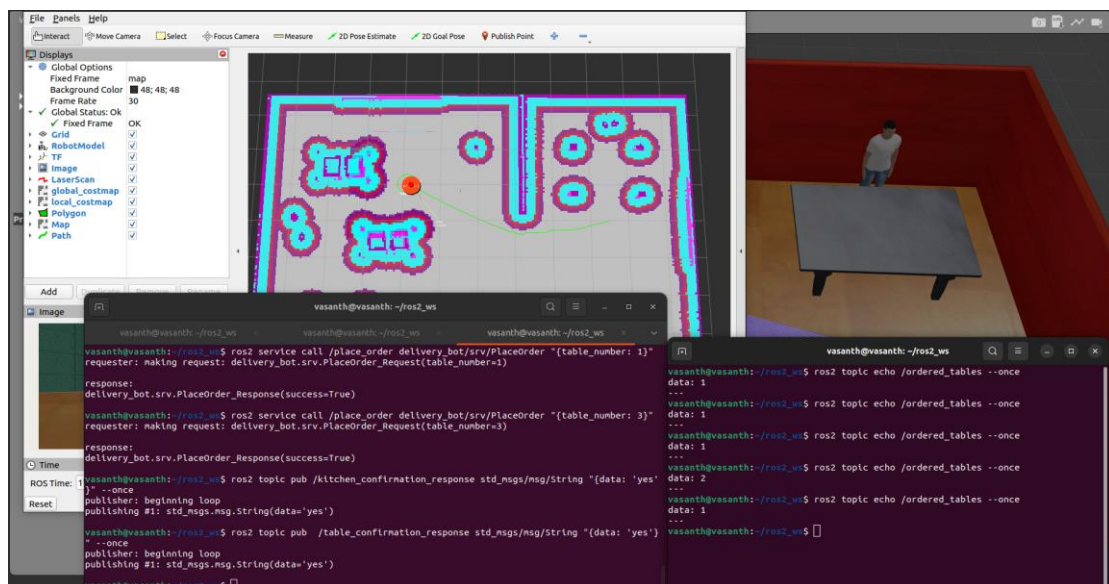 File Panels Help
Interact Move Camera Select Focus Camera Measure 2D Pose Estimate 2D Goal Pose Publish Point
Displays
Global Options
Fixed Frame map
Background Color 48; 48; 48
Frame Rate 30
Global Status: Ok
Fixed Frame OK
Grid
RobotModel
TF
Image
LaserScan
global_costmap
local_costmap
Polygon
Map
Path
Add Duplicate Remove Rename
Image
Time
ROS Time: 1
Reset
vasanth@vasanth: ~/ros2_ws
vasanth@vasanth: ~/ros2_ws vasanth@vasanth: ~/ros2_ws vasanth@vasanth: ~/ros2_ws
vasanth@vasanth:~/ros2_ws$ ros2 service call /place_order delivery_bot/srv/PlaceOrder "{table_number: 1}"
requester: making request: delivery_bot.srv.PlaceOrder_Request(table_number=1)
response:
delivery_bot.srv.PlaceOrder_Response(success=True)
vasanth@vasanth:~/ros2_ws$ ros2 service call /place_order delivery_bot/srv/PlaceOrder "{table_number: 3}"
requester: making request: delivery_bot.srv.PlaceOrder_Request(table_number=3)
response:
delivery_bot.srv.PlaceOrder_Response(success=True)
vasanth@vasanth:~/ros2_ws$ ros2 topic pub /kitchen_confirmation_response std_msgs/msg/String "{data: 'yes'
}" --once
publisher: beginning loop
publishing #1: std_msgs.msg.String(data='yes')
vasanth@vasanth:~/ros2_ws$ ros2 topic pub  /table_confirmation_response std_msgs/msg/String "{data: 'yes'}
" --once
publisher: beginning loop
publishing #1: std_msgs.msg.String(data='yes')
vasanth@vasanth: ~/ros2_ws
vasanth@vasanth:~/ros2_ws$ ros2 topic echo /ordered_tables --once
data: 1
---
vasanth@vasanth:~/ros2_ws$ ros2 topic echo /ordered_tables --once
data: 1
---
vasanth@vasanth:~/ros2_ws$ ros2 topic echo /ordered_tables --once
data: 1
---
vasanth@vasanth:~/ros2_ws$ ros2 topic echo /ordered_tables --once
data: 2
---
vasanth@vasanth:~/ros2_ws$ ros2 topic echo /ordered_tables --once
data: 1
---
vasanth@vasanth:~/ros2_ws$